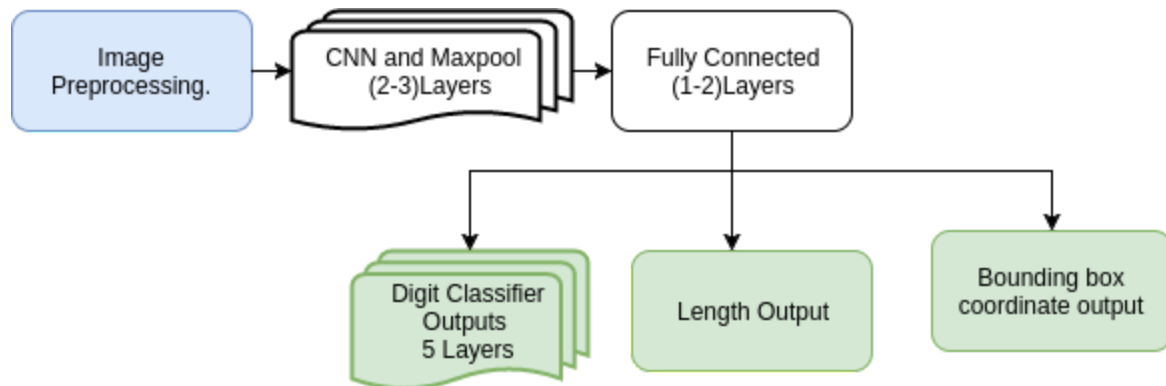 Image
Preprocessing.
CNN and Maxpool
(2-3)Layers
Fully Connected
(1-2)Layers
Digit Classifier
Outputs
5 Layers
Length Output
Bounding box
coordinate output